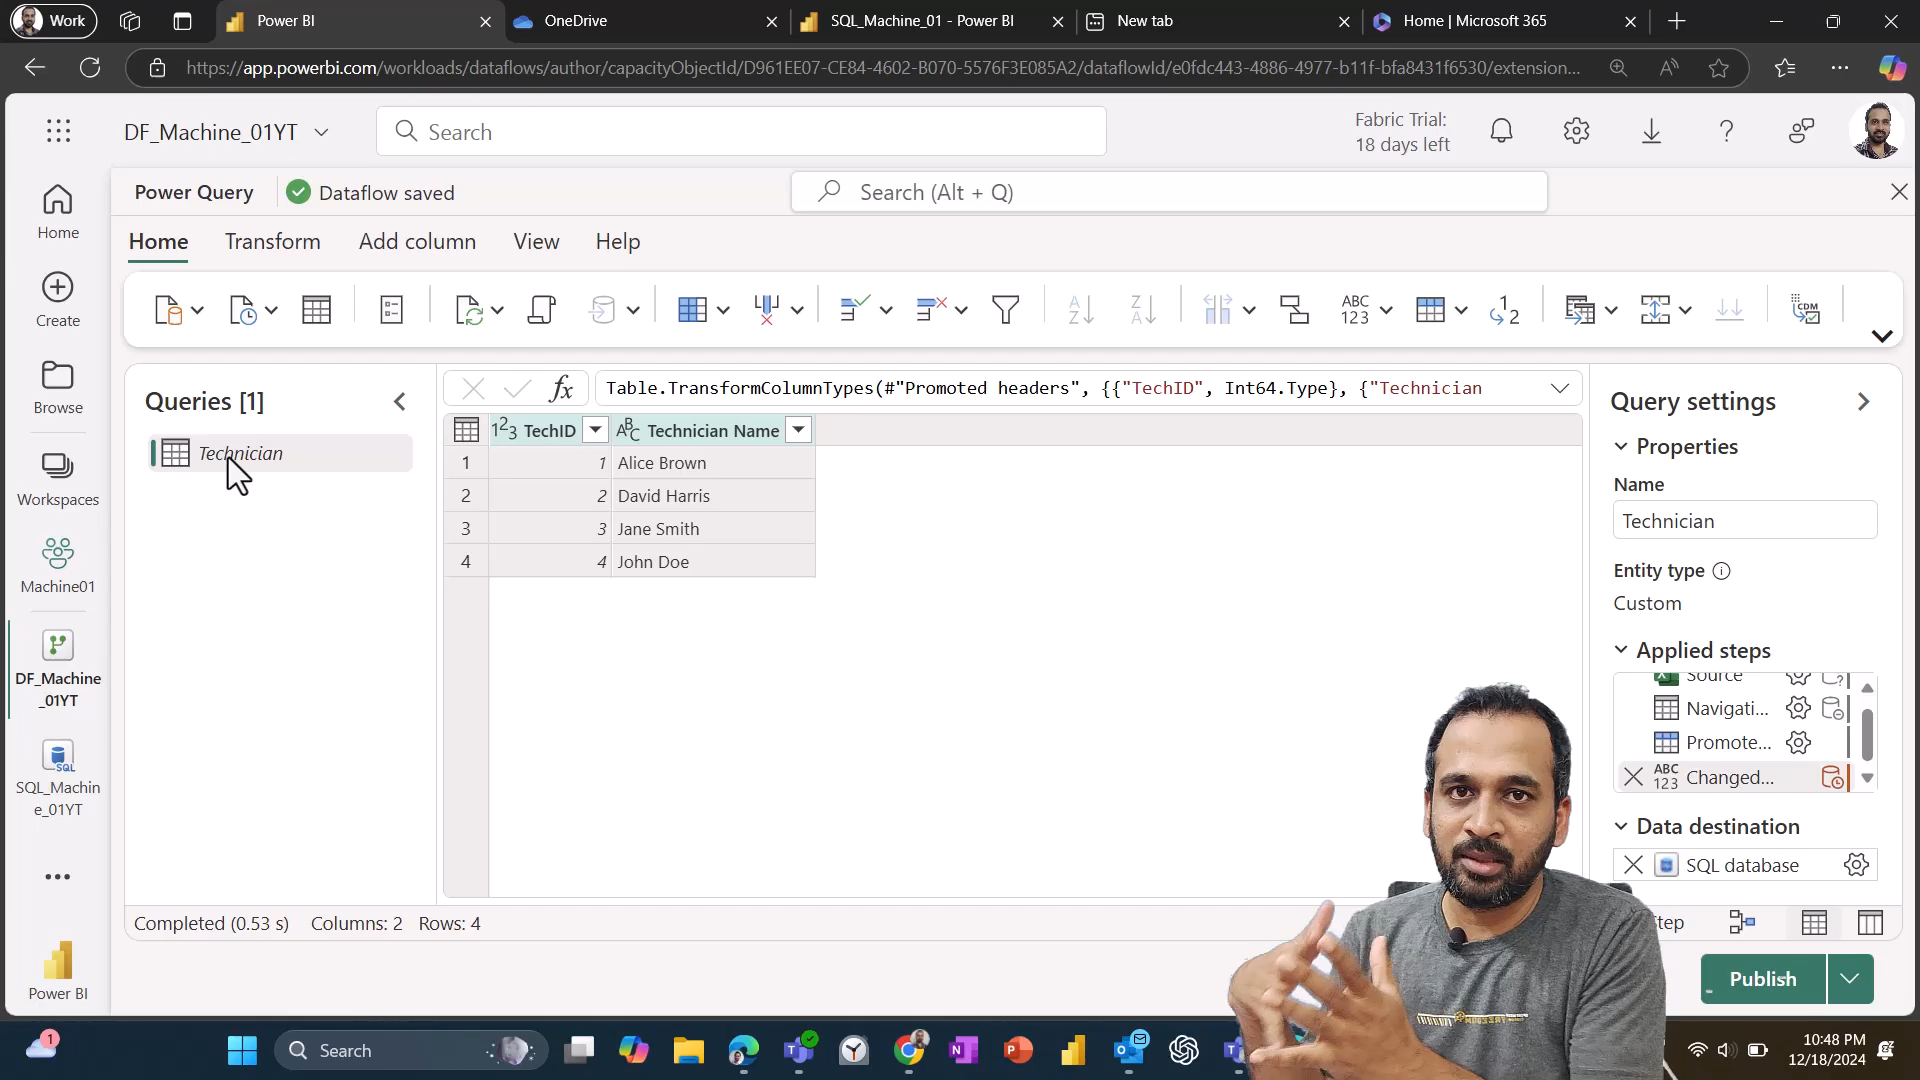 Work
Power BI
OneDrive
SQL_Machine_01 - Power BI
New tab
Home | Microsoft 365
https://app.powerbi.com/workloads/dataflows/author/capacityObjectId/D961EE07-CE84-4602-B070-5576F3E085A2/dataflowId/e0fdc443-4886-4977-b11f-bfa8431f6530/extension...
DF_Machine_01YT
Search
Fabric Trial:
18 days left
Power Query
Dataflow saved
Search (Alt + Q)
Home
Transform
Add column
View
Help
Home
Create
Browse
Workspaces
Machine01
DF_Machine
_01YT
SQL_Machin
e_01YT
Power BI
Queries [1]
Technician
Table.TransformColumnTypes(#"Promoted headers", {{"TechID", Int64.Type}, {"Technician
TechID
Technician Name
1 1 Alice Brown
2 2 David Harris
3 3 Jane Smith
4 4 John Doe
Query settings
Properties
Name
Technician
Entity type
Custom
Applied steps
Source
Navigati...
Promote...
Changed...
Data destination
SQL database
Completed (0.53 s) Columns: 2 Rows: 4
Publish
Search
10:48 PM
12/18/2024